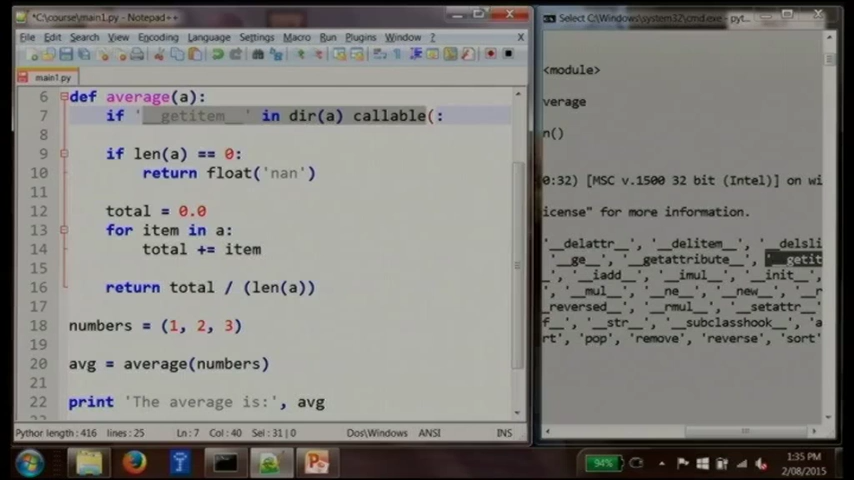 *C:\course\main1.py - Notepad++
File Edit Search View Encoding Language Settings Macro Run Plugins Window ? X
main1.py
6 def average(a):
7 if '__getitem__' in dir(a) callable(:
8
9 if len(a) == 0:
10 return float('nan')
11
12 total = 0.0
13 for item in a:
14 total += item
15
16 return total / (len(a))
17
18 numbers = (1, 2, 3)
19
20 avg = average(numbers)
21
22 print 'The average is:', avg
Python length : 416 lines : 25 Ln : 7 Col : 40 Sel : 31 | 0 Dos\Windows ANSI INS
Select C:\Windows\system32\cmd.exe - pyt...
<module>
verage
n()
0:32) [MSC v.1500 32 bit (Intel)] on wi
icense" for more information.
'__delattr__', '__delitem__', '__delsli
'__ge__', '__getattribute__', '__getit
'__iadd__', '__imul__', '__init__',
'__mul__', '__ne__', '__new__', '__r
_reversed__', '__rmul__', '__setattr_
f__', '__str__', '__subclasshook__', 'a
rt', 'pop', 'remove', 'reverse', 'sort'
94%
1:35 PM
2/08/2015